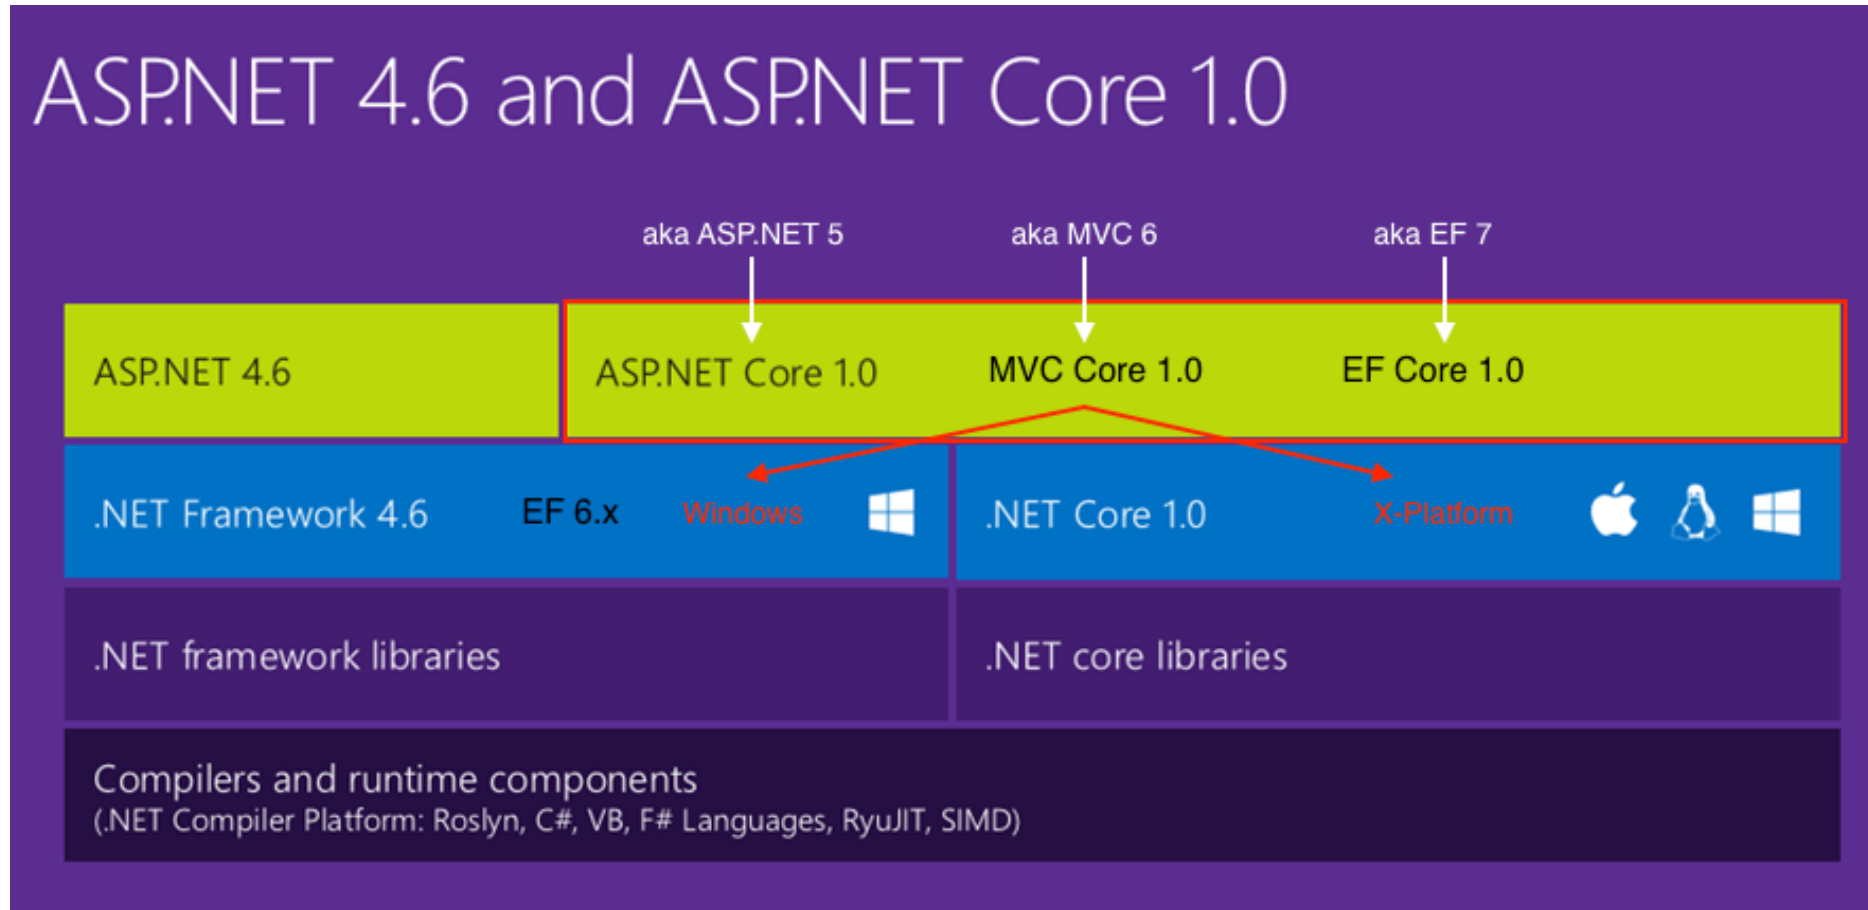 ASP.NET 4.6 and ASP.NET Core 1.0
aka ASP.NET 5
aka MVC 6
aka EF 7
ASP.NET 4.6
ASP.NET Core 1.0
MVC Core 1.0
EF Core 1.0
.NET Framework 4.6
EF 6.x
Windows
.NET Core 1.0
X-Platform
.NET framework libraries
.NET core libraries
Compilers and runtime components
(.NET Compiler Platform: Roslyn, C#, VB, F# Languages, RyuJIT, SIMD)